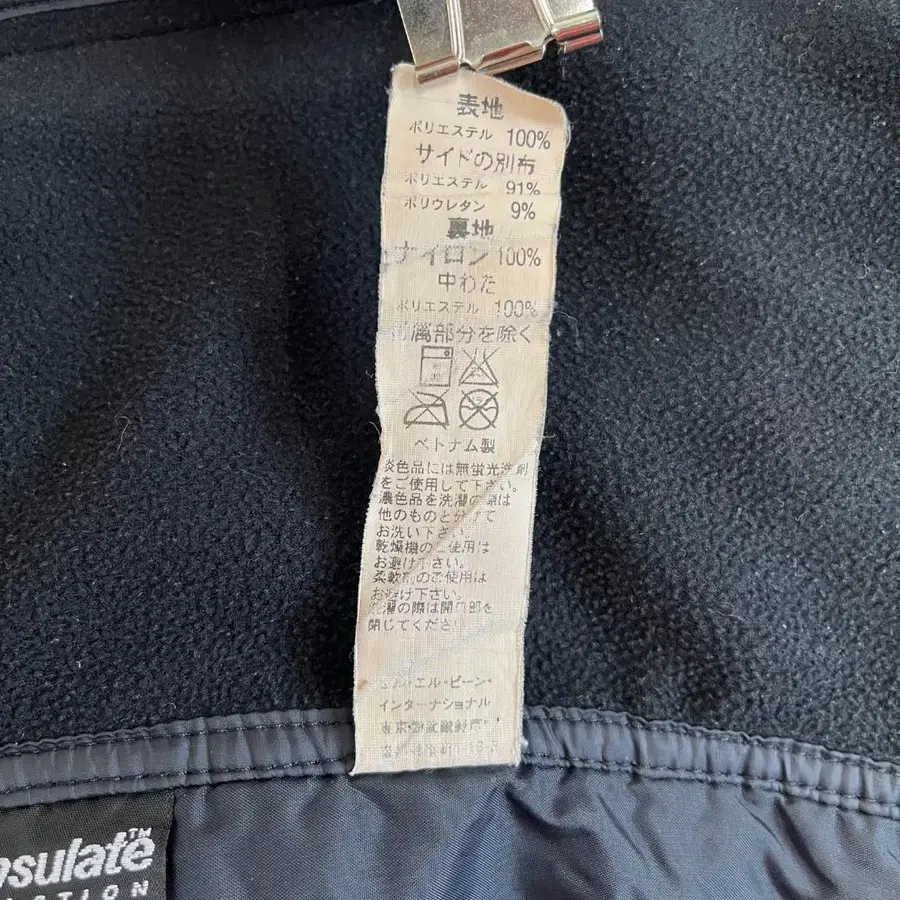 表地
ポリエステル 100%
サイドの別布
ポリエステル 91%
ポリウレタン 9%
裏地
ナイロン 100%
中わた
ポリエステル 100%
付属部分を除く
ベトナム製
淡色品には無蛍光洗剤
をご使用して下さい。
濃色品を洗濯の際は
他のものと分けて
お洗い下さい。
乾燥機のご使用は
お避け下さい。
柔軟剤のご使用は
お避け下さい。
洗濯の際は開口部を
閉じてください
エル・エル・ビーン・
インターナショナル
東京都武蔵野市
nsulate™